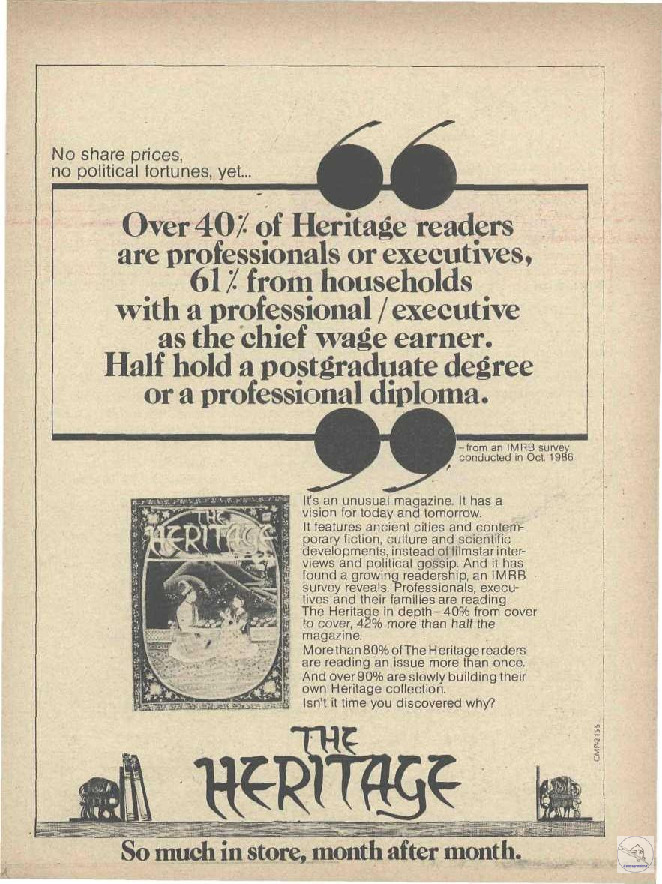 No share prices,
no political fortunes, yet...
Over 40% of Heritage readers
are professionals or executives,
61% from households
with a professional / executive
as the chief wage earner.
Half hold a postgraduate degree
or a professional diploma.
-from an IMRB survey
conducted in Oct. 1986
THE
HERITAGE
It's an unusual magazine. It has a
vision for today and tomorrow.
It features ancient cities and contem-
porary fiction, culture and scientific
developments, instead of filmstar inter-
views and political gossip. And it has
found a growing readership, an IMRB
survey reveals. Professionals, execu-
tives and their families are reading
The Heritage in depth - 40% from cover
to cover, 42% more than half the
magazine.
More than 80% of The Heritage readers
are reading an issue more than once.
And over 90% are slowly building their
own Heritage collection.
Isn't it time you discovered why?
THE
HERITAGE
So much in store, month after month.